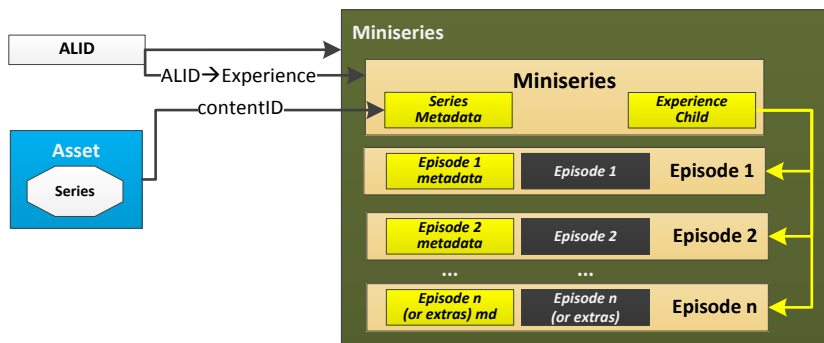 Miniseries
ALID
ALID→Experience
Miniseries
contentID
Series
Metadata
Experience
Child
Asset
Series
Episode 1
metadata
Episode 1
Episode 1
Episode 2
metadata
Episode 2
Episode 2
...
...
Episode n
(or extras) md
Episode n
(or extras)
Episode n